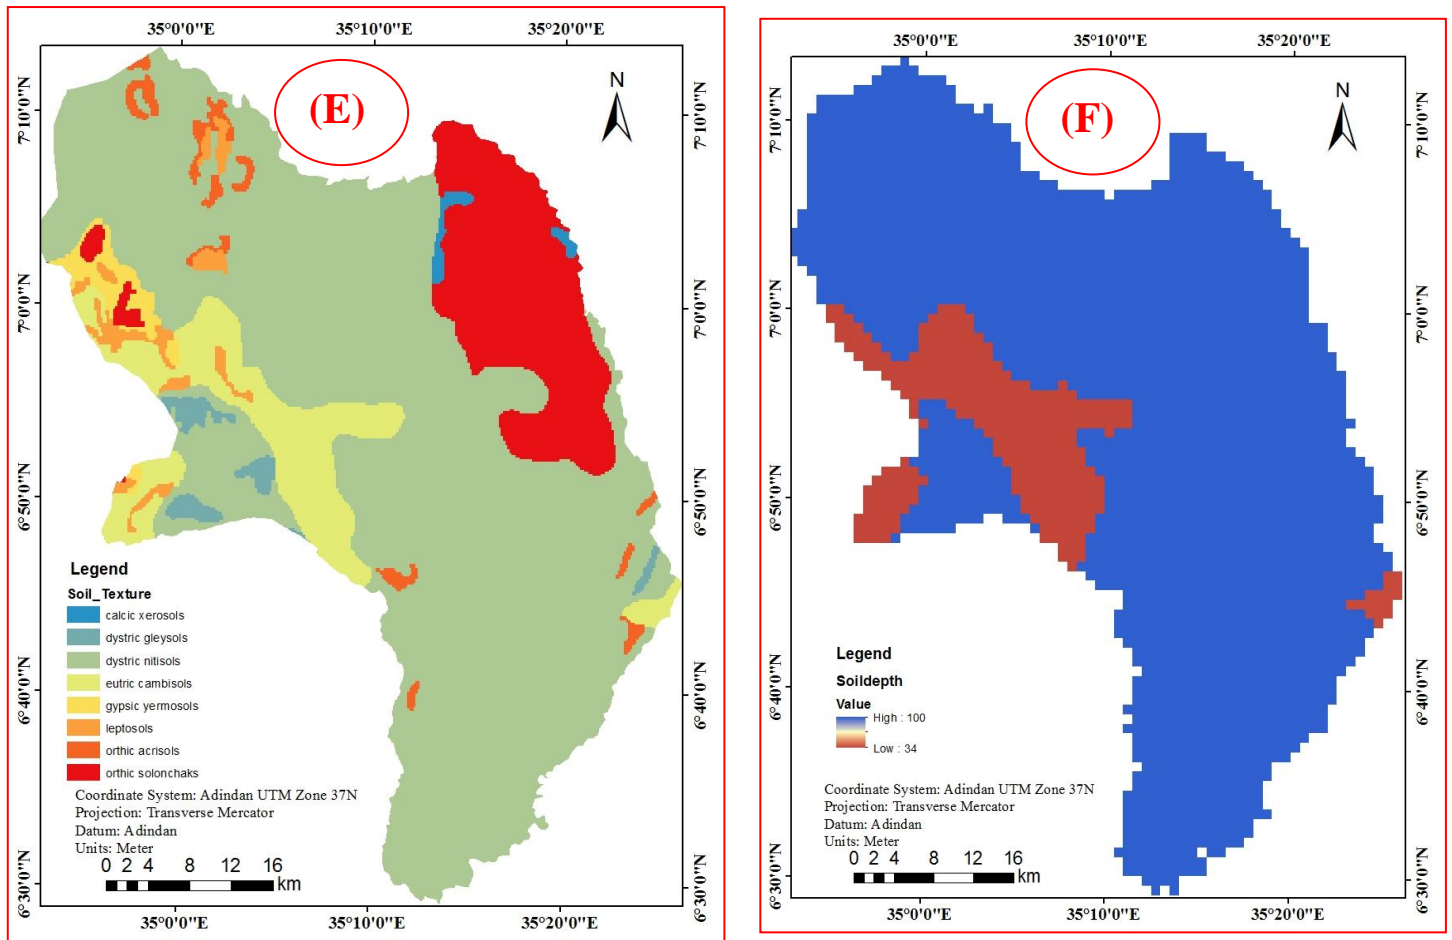 35°0'0"E
35°10'0"E
35°20'0"E
(E)
N
7°10'0"N
7°10'0"N
7°0'0"N
7°0'0"N
6°50'0"N
6°50'0"N
6°40'0"N
6°40'0"N
6°30'0"N
6°30'0"N
Legend
Soil_Texture
calcic xerosols
dystric gleysols
dystric nitisols
eutric cambisols
gypsic yermosols
leptosols
orthic acrisols
orthic solonchaks
Coordinate System: Adindan UTM Zone 37N
Projection: Transverse Mercator
Datum: Adindan
Units: Meter
0 2 4 8 12 16
km
35°0'0"E
35°10'0"E
35°20'0"E
35°0'0"E
35°10'0"E
35°20'0"E
(F)
N
7°10'0"N
7°10'0"N
7°0'0"N
7°0'0"N
6°50'0"N
6°50'0"N
6°40'0"N
6°40'0"N
6°30'0"N
6°30'0"N
Legend
Soildepth
Value
High : 100
Low : 34
Coordinate System: Adindan UTM Zone 37N
Projection: Transverse Mercator
Datum: Adindan
Units: Meter
0 2 4 8 12 16
km
35°0'0"E
35°10'0"E
35°20'0"E